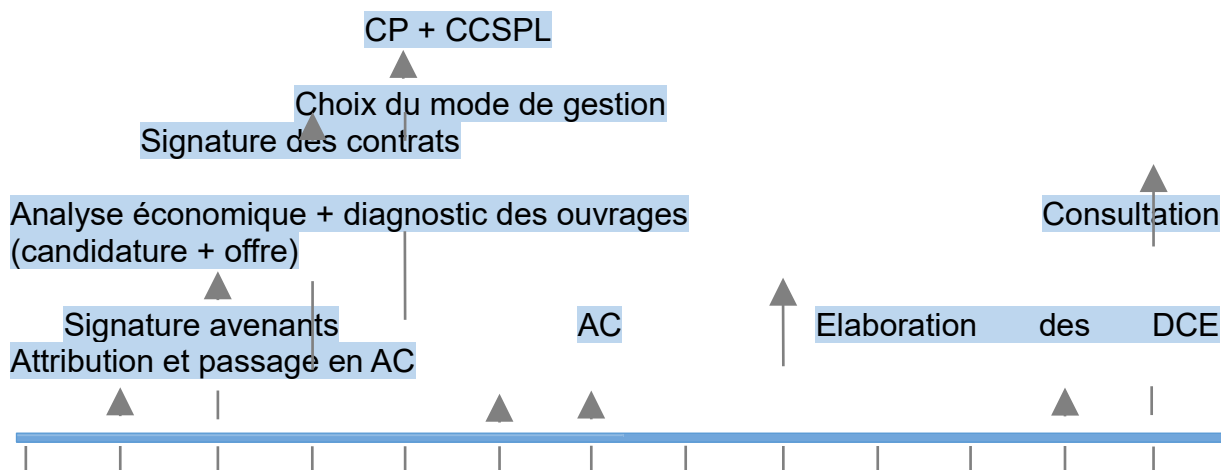 CP + CCSPL
Choix du mode de gestion
Signature des contrats
Analyse économique + diagnostic des ouvrages
Consultation
(candidature + offre)
Signature avenants
AC
Elaboration des DCE
Attribution et passage en AC